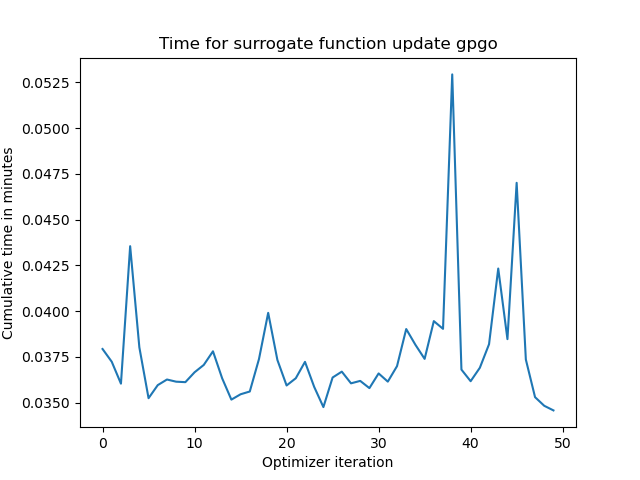 Time for surrogate function update gpgo
0.0525
0.0500
0.0475
0.0450
0.0425
0.0400
0.0375
0.0350
Cumulative time in minutes
0 10 20 30 40 50
Optimizer iteration